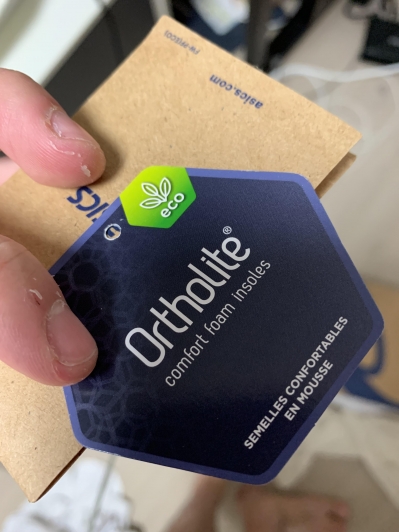 asics.com
eco
Ortholite®
comfort foam insoles
SEMELLES CONFORTABLES
EN MOUSSE